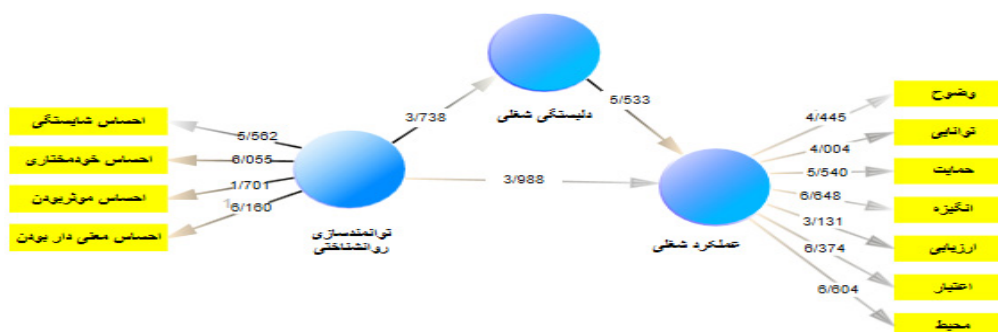 دلبستگی شغلی
3/738
5/533
احساس شایستگی
احساس خودمختاری
احساس موثربودن
احساس معنی دار بودن
5/562
6/055
1/701
6/160
توانمندسازی
روانشناختی
3/988
عملکرد شغلی
4/445
4/004
5/540
6/648
3/131
6/374
6/604
وضوح
توانایی
حمایت
انگیزه
ارزیابی
اعتبار
محیط